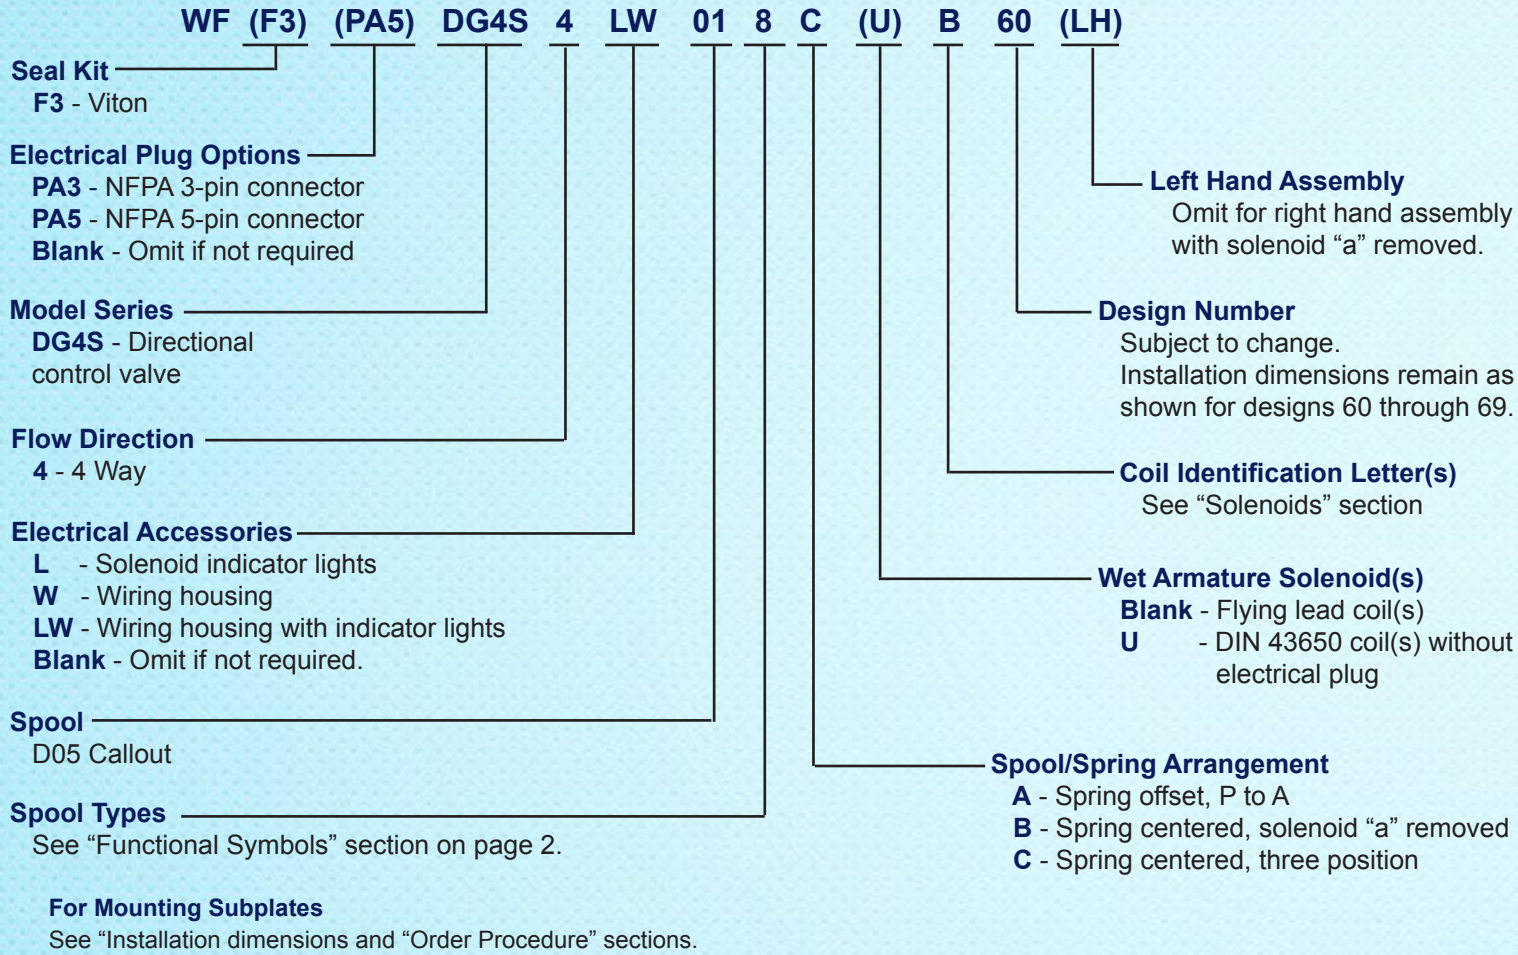 WF (F3) (PA5) DG4S 4 LW 01 8 C (U) B 60 (LH)
Seal Kit
F3 - Viton
Electrical Plug Options
PA3 - NFPA 3-pin connector
PA5 - NFPA 5-pin connector
Blank - Omit if not required
Model Series
DG4S - Directional
control valve
Flow Direction
4 - 4 Way
Electrical Accessories
L - Solenoid indicator lights
W - Wiring housing
LW - Wiring housing with indicator lights
Blank - Omit if not required.
Spool
D05 Callout
Spool Types
See “Functional Symbols” section on page 2.
For Mounting Subplates
See “Installation dimensions and “Order Procedure” sections.
Left Hand Assembly
Omit for right hand assembly
with solenoid “a” removed.
Design Number
Subject to change.
Installation dimensions remain as
shown for designs 60 through 69.
Coil Identification Letter(s)
See “Solenoids” section
Wet Armature Solenoid(s)
Blank - Flying lead coil(s)
U - DIN 43650 coil(s) without
electrical plug
Spool/Spring Arrangement
A - Spring offset, P to A
B - Spring centered, solenoid “a” removed
C - Spring centered, three position